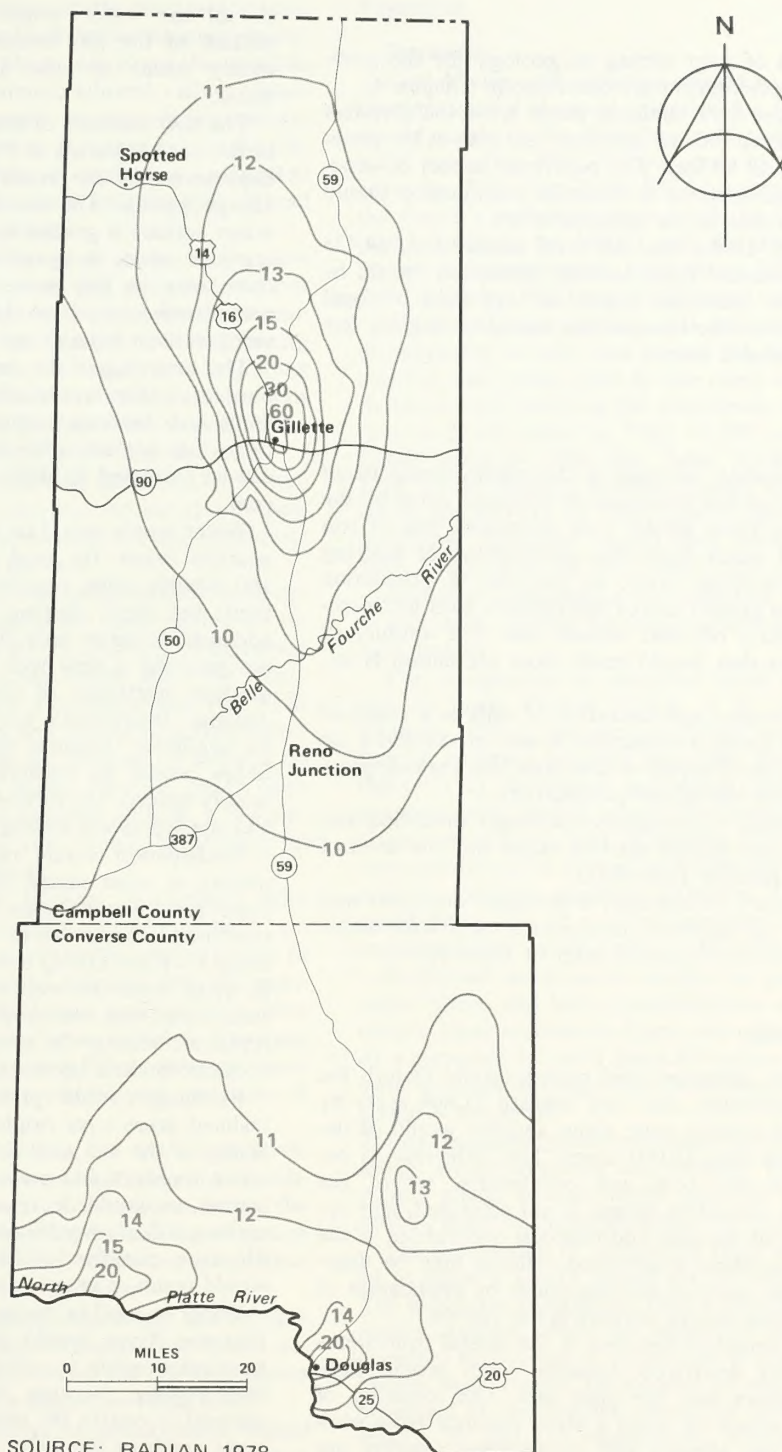 N
11
12
Spotted
Horse
59
14
16
13
15
20
30
60
Gillette
90
50
10
Belle Fourche River
Reno
Junction
387
10
59
Campbell County
Converse County
11
12
13
12
14
15
20
North Platte River
14
20
Douglas
25
20
MILES
0 10 20
SOURCE: RADIAN 1978